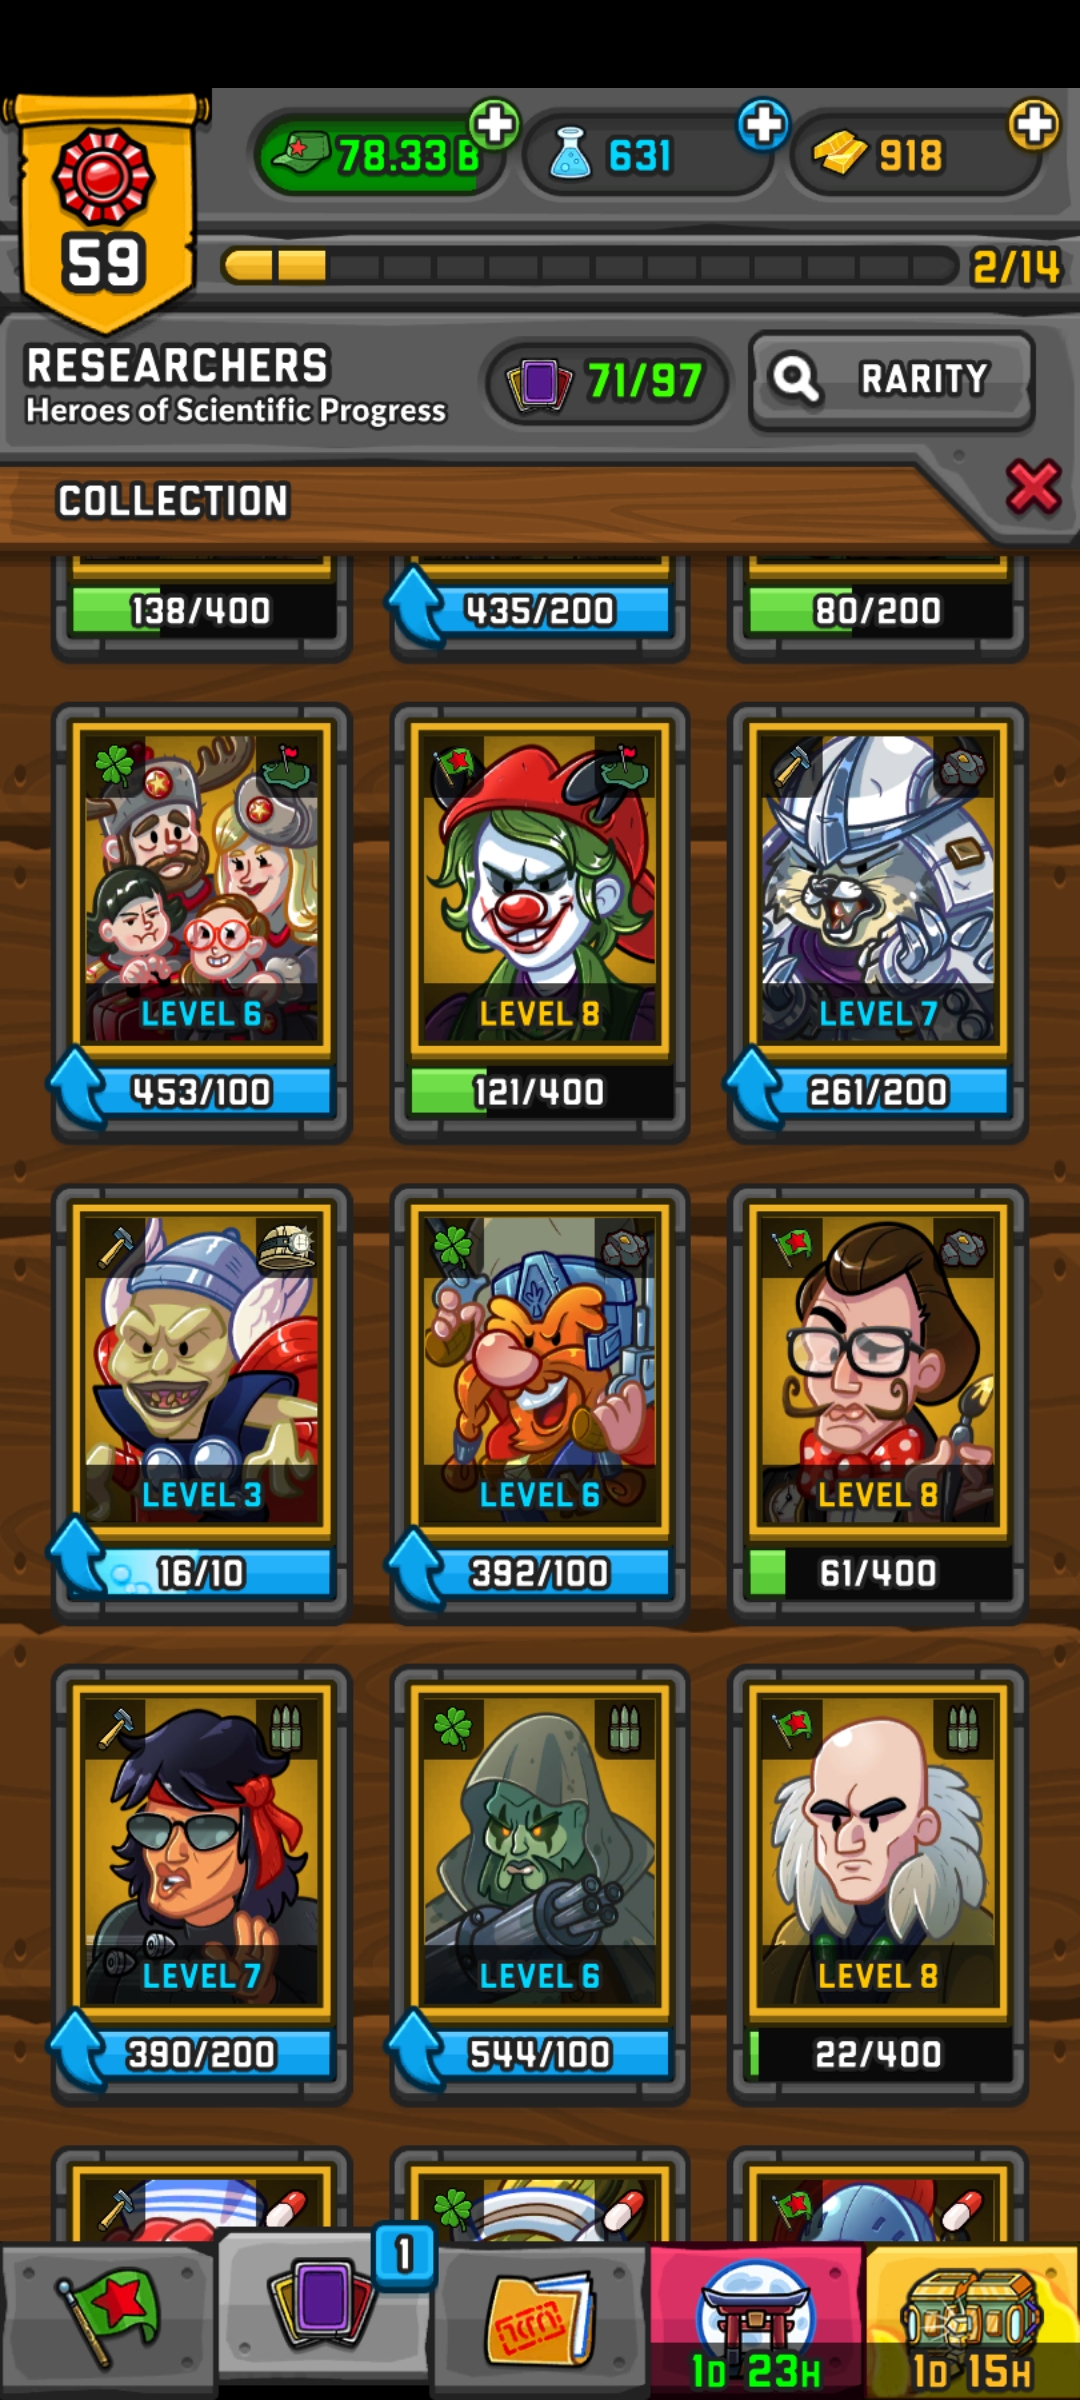 78.33 B
631
918
59
2/14
RESEARCHERS
Heroes of Scientific Progress
71/97
RARITY
COLLECTION
138/400
435/200
80/200
LEVEL 6
LEVEL 8
LEVEL 7
453/100
121/400
261/200
LEVEL 3
LEVEL 6
LEVEL 8
16/10
392/100
61/400
LEVEL 7
LEVEL 6
LEVEL 8
390/200
544/100
22/400
1
1D 23H
1D 15H